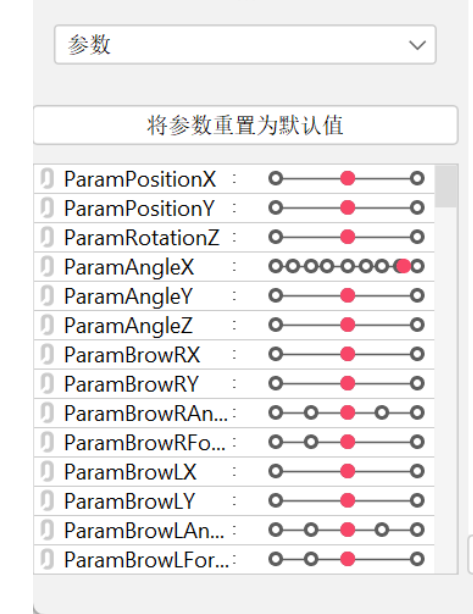 参数
将参数重置为默认值
ParamPositionX :
ParamPositionY :
ParamRotationZ :
ParamAngleX :
ParamAngleY :
ParamAngleZ :
ParamBrowRX :
ParamBrowRY :
ParamBrowRAn... :
ParamBrowRFo... :
ParamBrowLX :
ParamBrowLY :
ParamBrowLAn... :
ParamBrowLFor... :